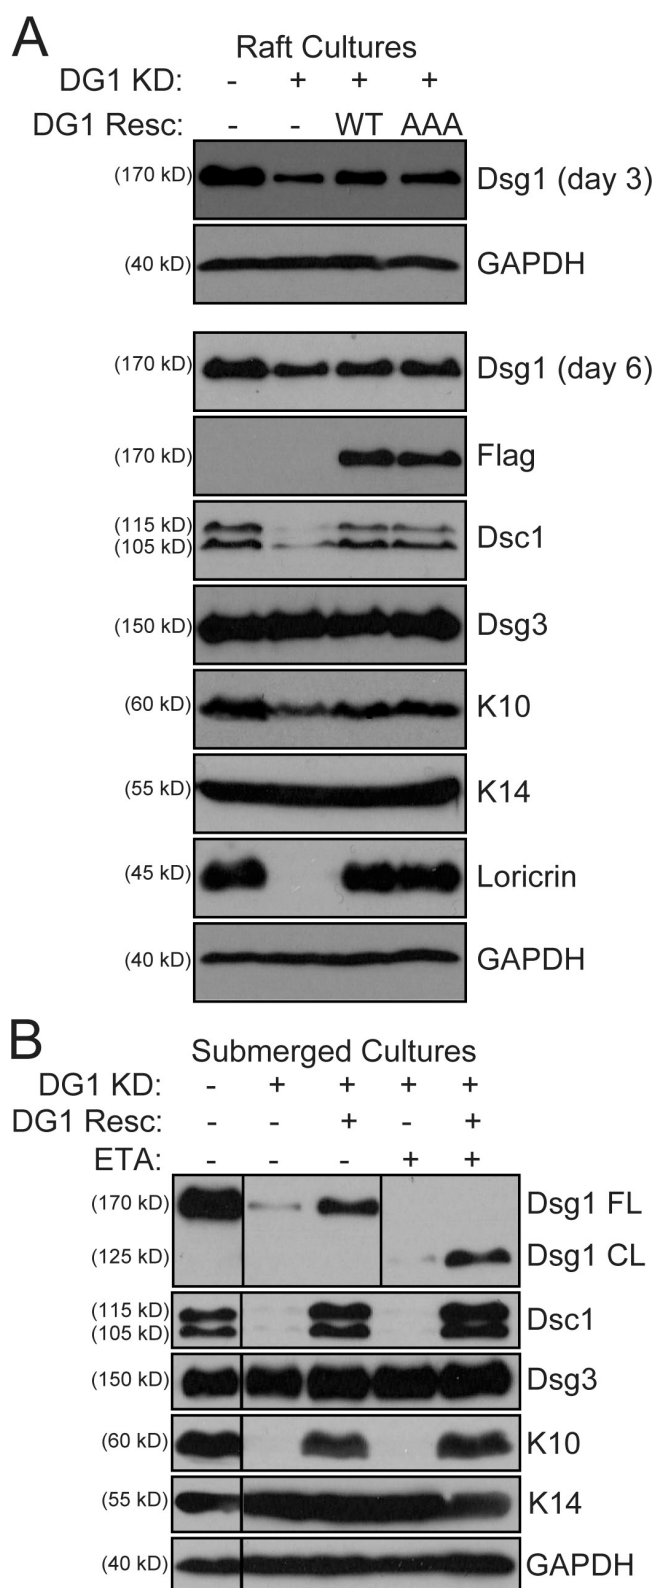 A
Raft Cultures
DG1 KD: - + + +
DG1 Resc: - - WT AAA
(170 kD) Dsg1 (day 3)
(40 kD) GAPDH
(170 kD) Dsg1 (day 6)
(170 kD) Flag
(115 kD)
(105 kD) Dsc1
(150 kD) Dsg3
(60 kD) K10
(55 kD) K14
(45 kD) Loricrin
(40 kD) GAPDH
B
Submerged Cultures
DG1 KD: - + + + +
DG1 Resc: - - + - +
ETA: - - - + +
(170 kD) Dsg1 FL
(125 kD) Dsg1 CL
(115 kD)
(105 kD) Dsc1
(150 kD) Dsg3
(60 kD) K10
(55 kD) K14
(40 kD) GAPDH